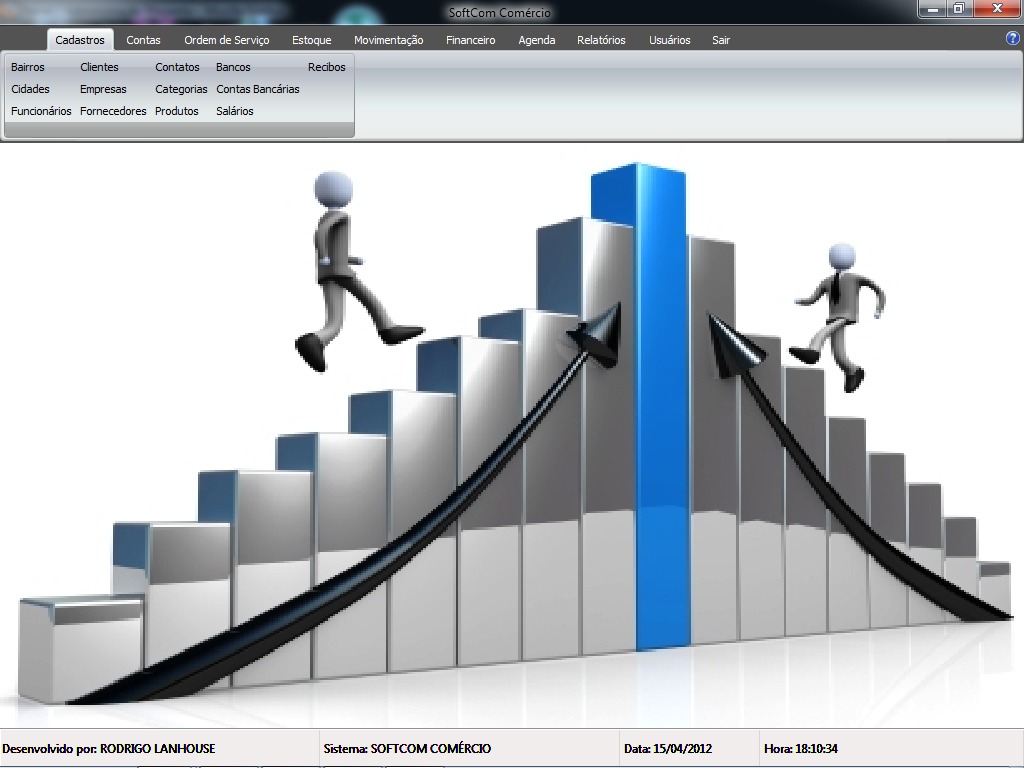 SoftCom Comércio
Cadastros Contas Ordem de Serviço Estoque Movimentação Financeiro Agenda Relatórios Usuários Sair
Bairros Clientes Contatos Bancos Recibos
Cidades Empresas Categorias Contas Bancárias
Funcionários Fornecedores Produtos Salários
Desenvolvido por: RODRIGO LANHOUSE Sistema: SOFTCOM COMÉRCIO Data: 15/04/2012 Hora: 18:10:34